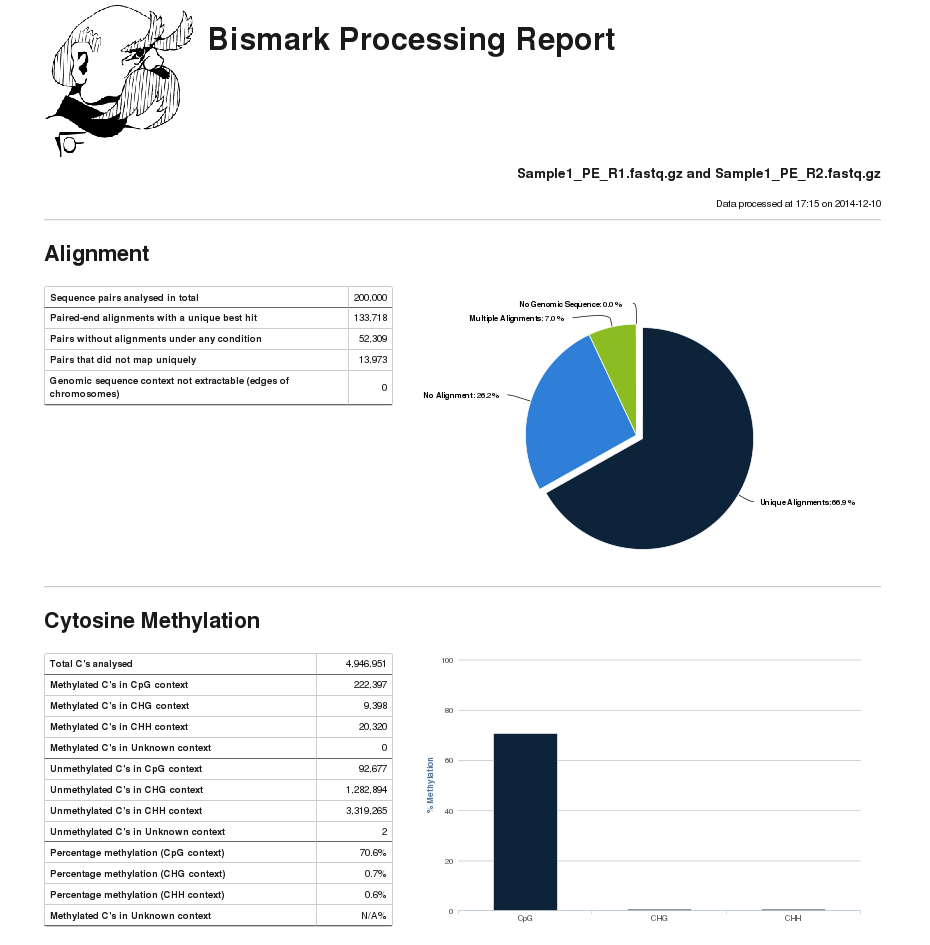 Bismark Processing Report
Sample1_PE_R1.fastq.gz and Sample1_PE_R2.fastq.gz
Data processed at 17:15 on 2014-12-10
Alignment
Sequence pairs analysed in total 200,000
Paired-end alignments with a unique best hit 133,718
Pairs without alignments under any condition 52,309
Pairs that did not map uniquely 13,973
Genomic sequence context not extractable (edges of
chromosomes) 0
No Genomic Sequence: 0.0 %
Multiple Alignments: 7.0 %
No Alignment: 26.2 %
Unique Alignments: 66.9 %
Cytosine Methylation
Total C's analysed 4,946,951
Methylated C's in CpG context 222,397
Methylated C's in CHG context 9,398
Methylated C's in CHH context 20,320
Methylated C's in Unknown context 0
Unmethylated C's in CpG context 92,677
Unmethylated C's in CHG context 1,282,894
Unmethylated C's in CHH context 3,319,265
Unmethylated C's in Unknown context 2
Percentage methylation (CpG context) 70.6%
Percentage methylation (CHG context) 0.7%
Percentage methylation (CHH context) 0.6%
Methylated C's in Unknown context N/A%
% Methylation
100
80
60
40
20
0
CpG CHG CHH